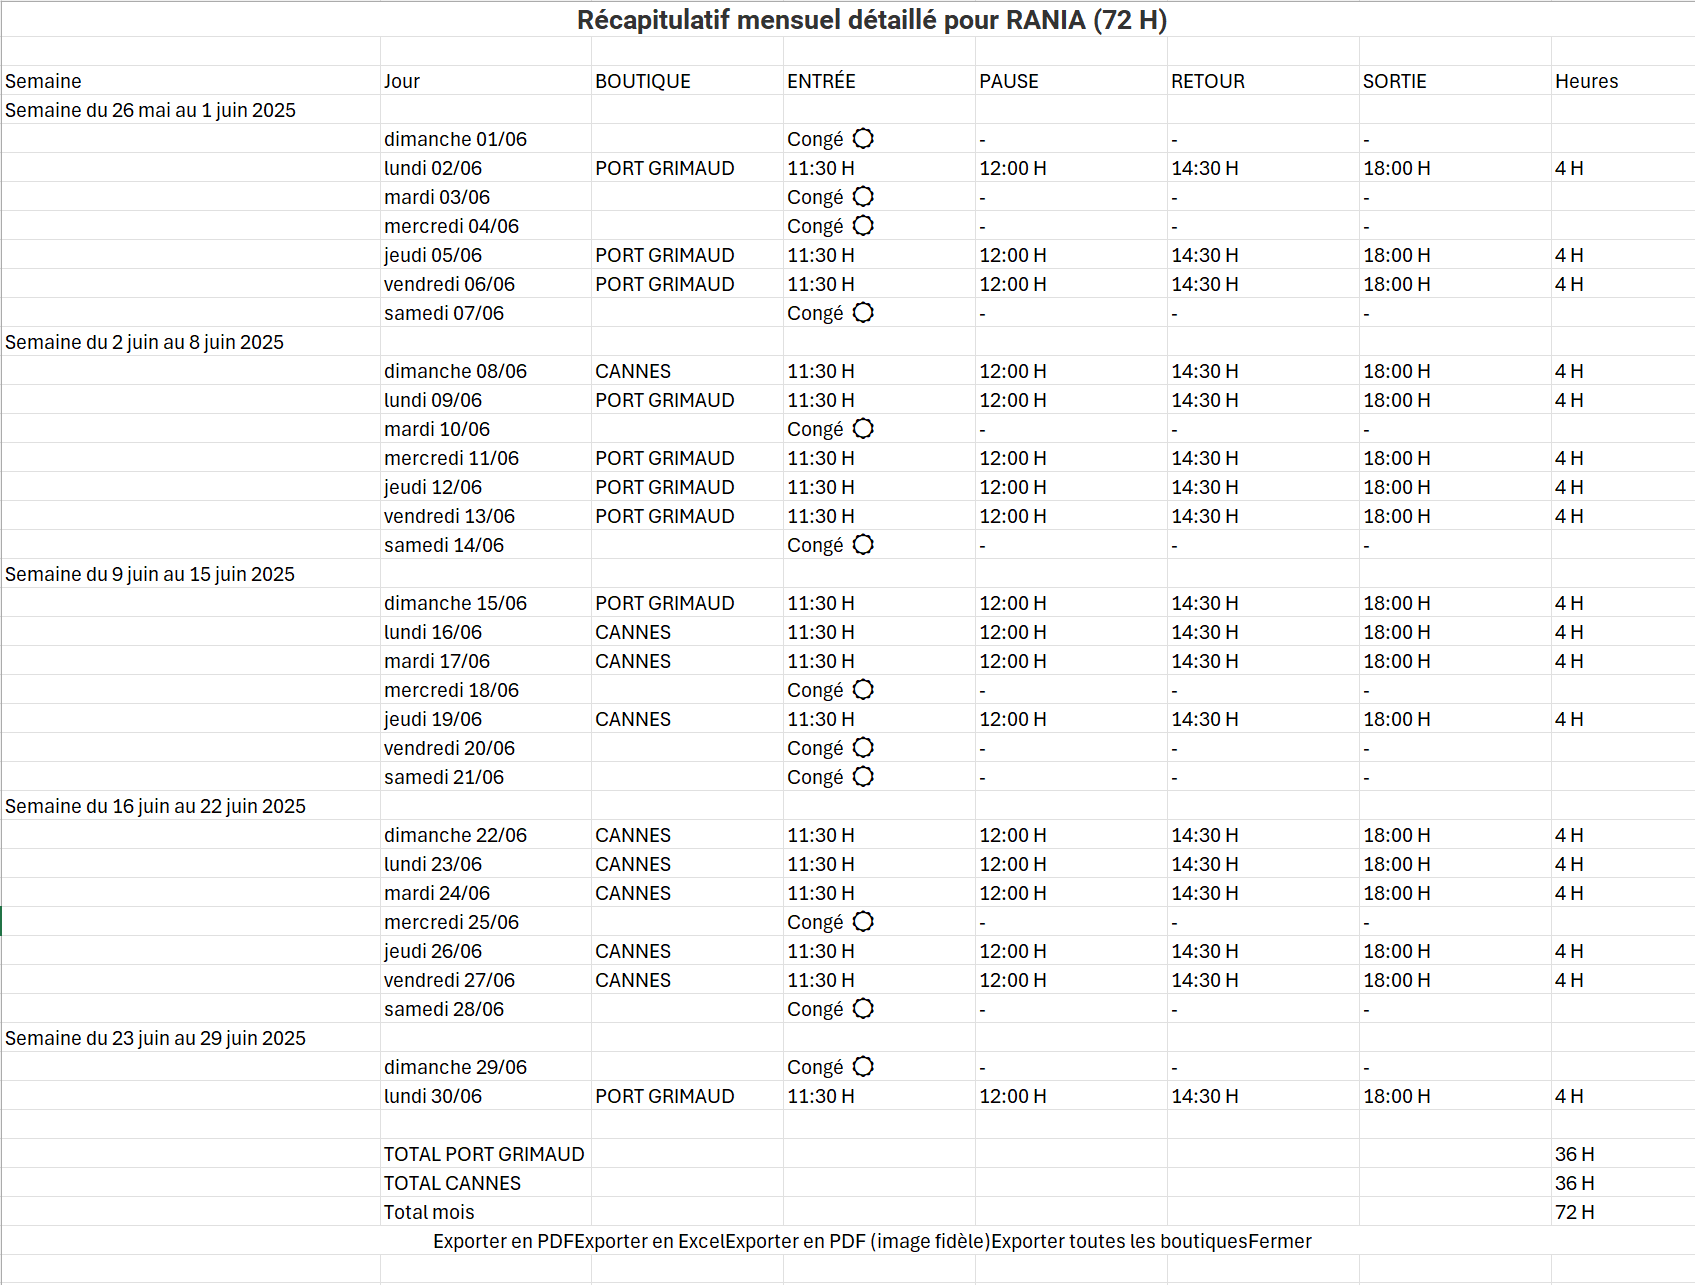 Récapitulatif mensuel détaillé pour RANIA (72 H)
Semaine Jour BOUTIQUE ENTRÉE PAUSE RETOUR SORTIE Heures
Semaine du 26 mai au 1 juin 2025
dimanche 01/06 Congé - - -
lundi 02/06 PORT GRIMAUD 11:30 H 12:00 H 14:30 H 18:00 H 4 H
mardi 03/06 Congé - - -
mercredi 04/06 Congé - - -
jeudi 05/06 PORT GRIMAUD 11:30 H 12:00 H 14:30 H 18:00 H 4 H
vendredi 06/06 PORT GRIMAUD 11:30 H 12:00 H 14:30 H 18:00 H 4 H
samedi 07/06 Congé - - -
Semaine du 2 juin au 8 juin 2025
dimanche 08/06 CANNES 11:30 H 12:00 H 14:30 H 18:00 H 4 H
lundi 09/06 PORT GRIMAUD 11:30 H 12:00 H 14:30 H 18:00 H 4 H
mardi 10/06 Congé - - -
mercredi 11/06 PORT GRIMAUD 11:30 H 12:00 H 14:30 H 18:00 H 4 H
jeudi 12/06 PORT GRIMAUD 11:30 H 12:00 H 14:30 H 18:00 H 4 H
vendredi 13/06 PORT GRIMAUD 11:30 H 12:00 H 14:30 H 18:00 H 4 H
samedi 14/06 Congé - - -
Semaine du 9 juin au 15 juin 2025
dimanche 15/06 PORT GRIMAUD 11:30 H 12:00 H 14:30 H 18:00 H 4 H
lundi 16/06 CANNES 11:30 H 12:00 H 14:30 H 18:00 H 4 H
mardi 17/06 CANNES 11:30 H 12:00 H 14:30 H 18:00 H 4 H
mercredi 18/06 Congé - - -
jeudi 19/06 CANNES 11:30 H 12:00 H 14:30 H 18:00 H 4 H
vendredi 20/06 Congé - - -
samedi 21/06 Congé - - -
Semaine du 16 juin au 22 juin 2025
dimanche 22/06 CANNES 11:30 H 12:00 H 14:30 H 18:00 H 4 H
lundi 23/06 CANNES 11:30 H 12:00 H 14:30 H 18:00 H 4 H
mardi 24/06 CANNES 11:30 H 12:00 H 14:30 H 18:00 H 4 H
mercredi 25/06 Congé - - -
jeudi 26/06 CANNES 11:30 H 12:00 H 14:30 H 18:00 H 4 H
vendredi 27/06 CANNES 11:30 H 12:00 H 14:30 H 18:00 H 4 H
samedi 28/06 Congé - - -
Semaine du 23 juin au 29 juin 2025
dimanche 29/06 Congé - - -
lundi 30/06 PORT GRIMAUD 11:30 H 12:00 H 14:30 H 18:00 H 4 H
TOTAL PORT GRIMAUD 36 H
TOTAL CANNES 36 H
Total mois 72 H
Exporter en PDFExporter en ExcelExporter en PDF (image fidèle)Exporter toutes les boutiquesFermer